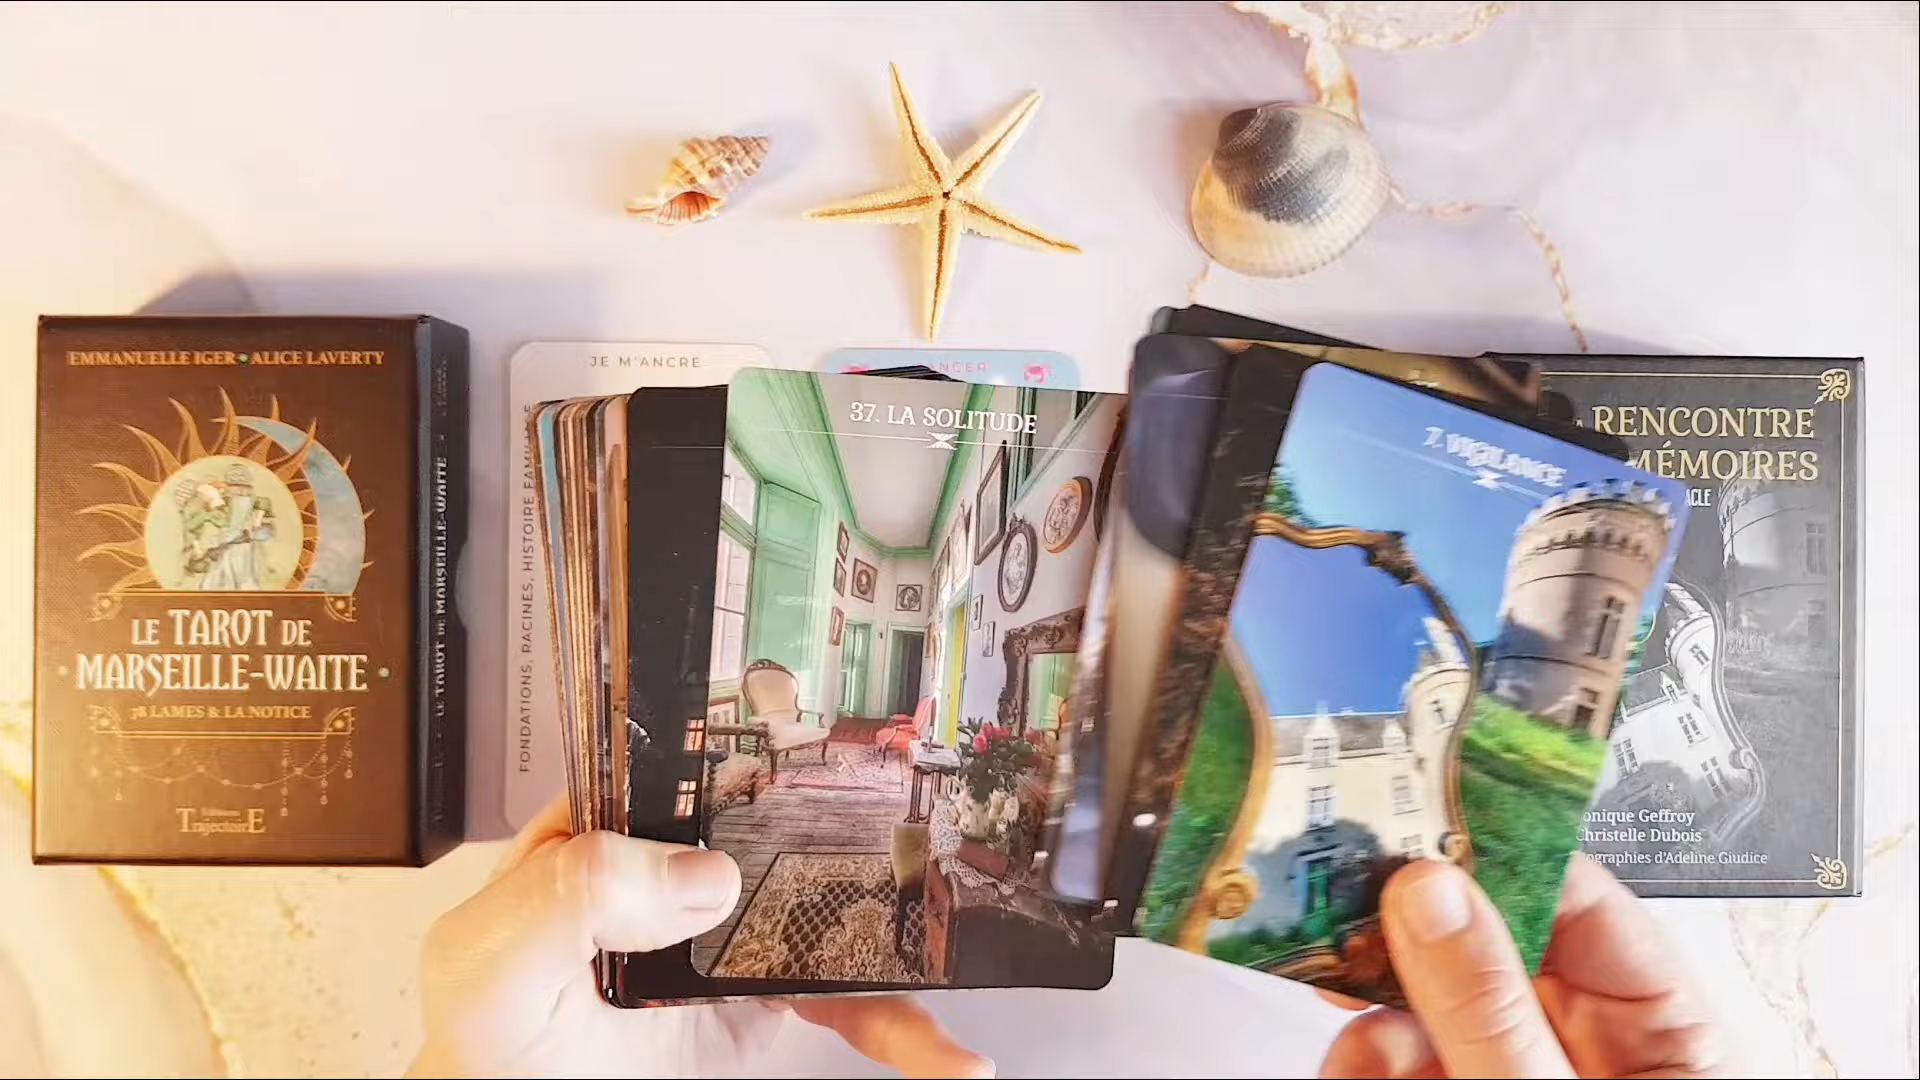 EMMANUELLE IGER • ALICE LAVERTY
LE TAROT DE
MARSEILLE-WAITE
78 LAMES & LA NOTICE
Éditions
TrajectoirE
LE TAROT DE MARSEILLE-WAITE
JE M'ANCRE
FONDATIONS, RACINES, HISTOIRE FAMILI
ANCER
37. LA SOLITUDE
7. VIGILANCE
RENCONTRE
MÉMOIRES
ACLE
onique Geffroy
Christelle Dubois
ographies d'Adeline Giudice